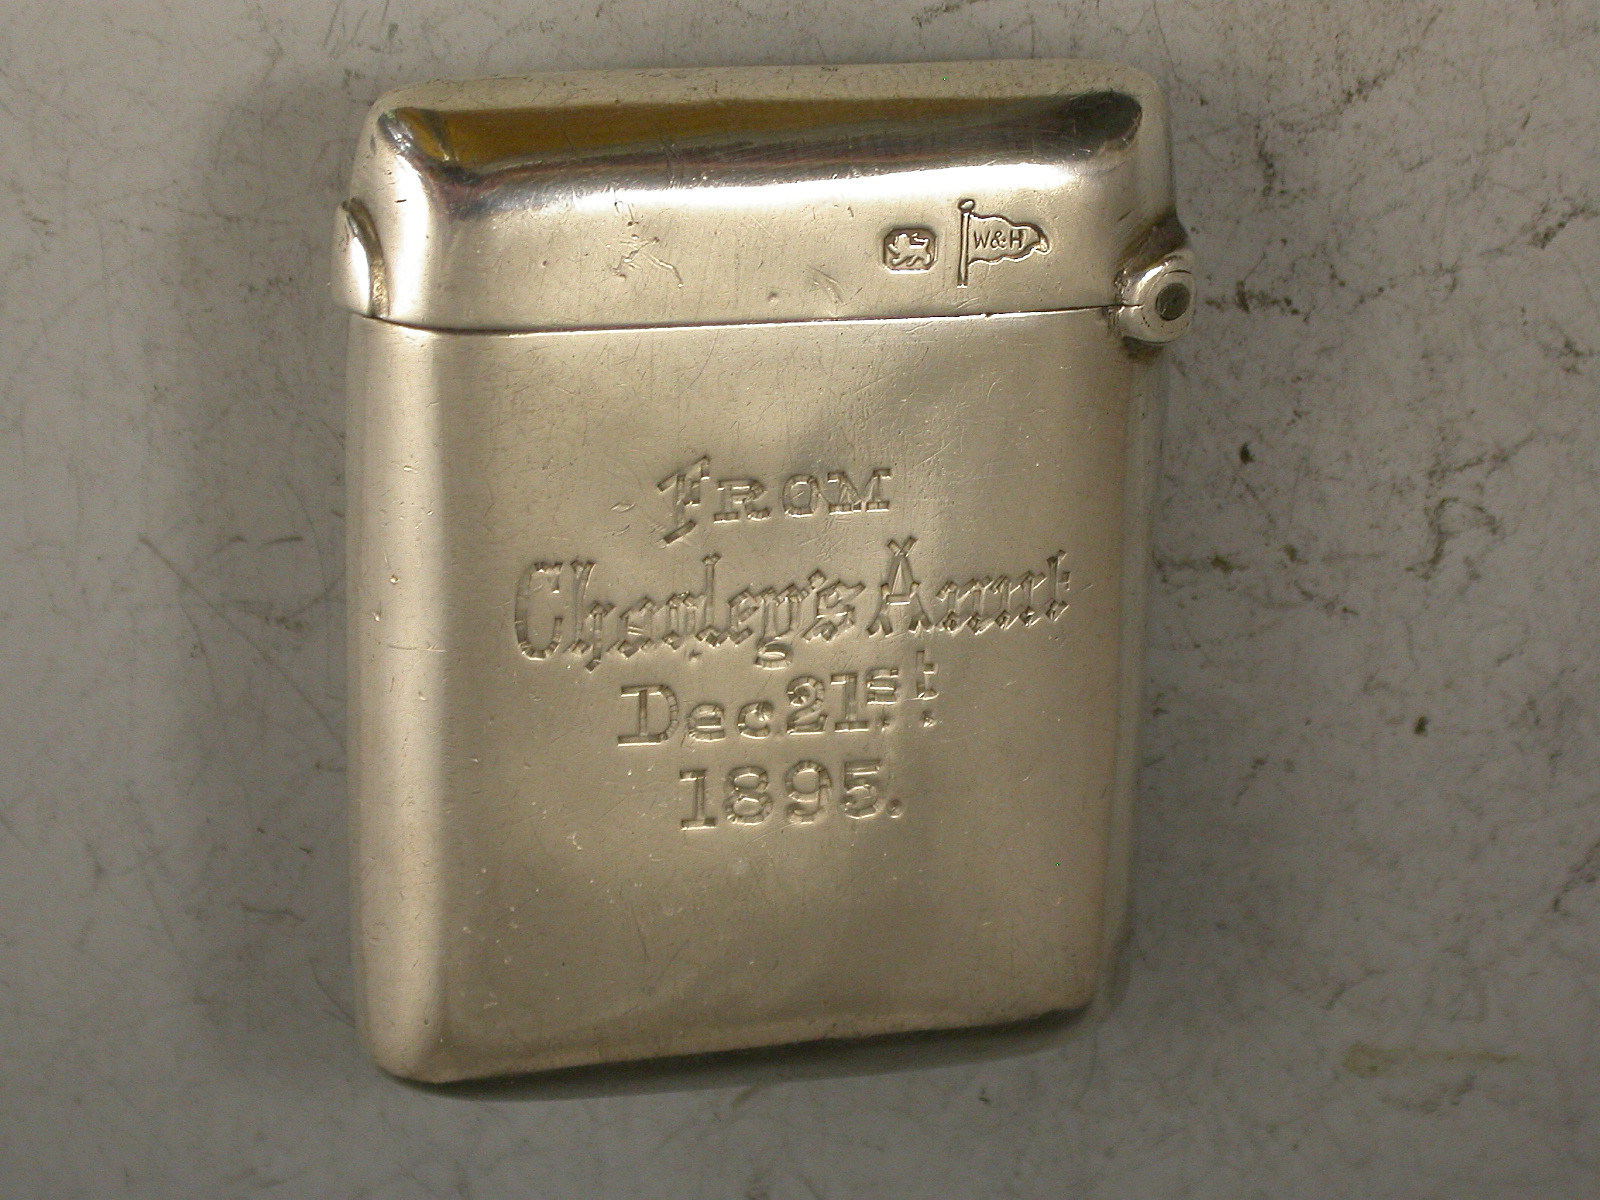 W&H
FROM
Charley's Aunt
Dec 21st
1895.